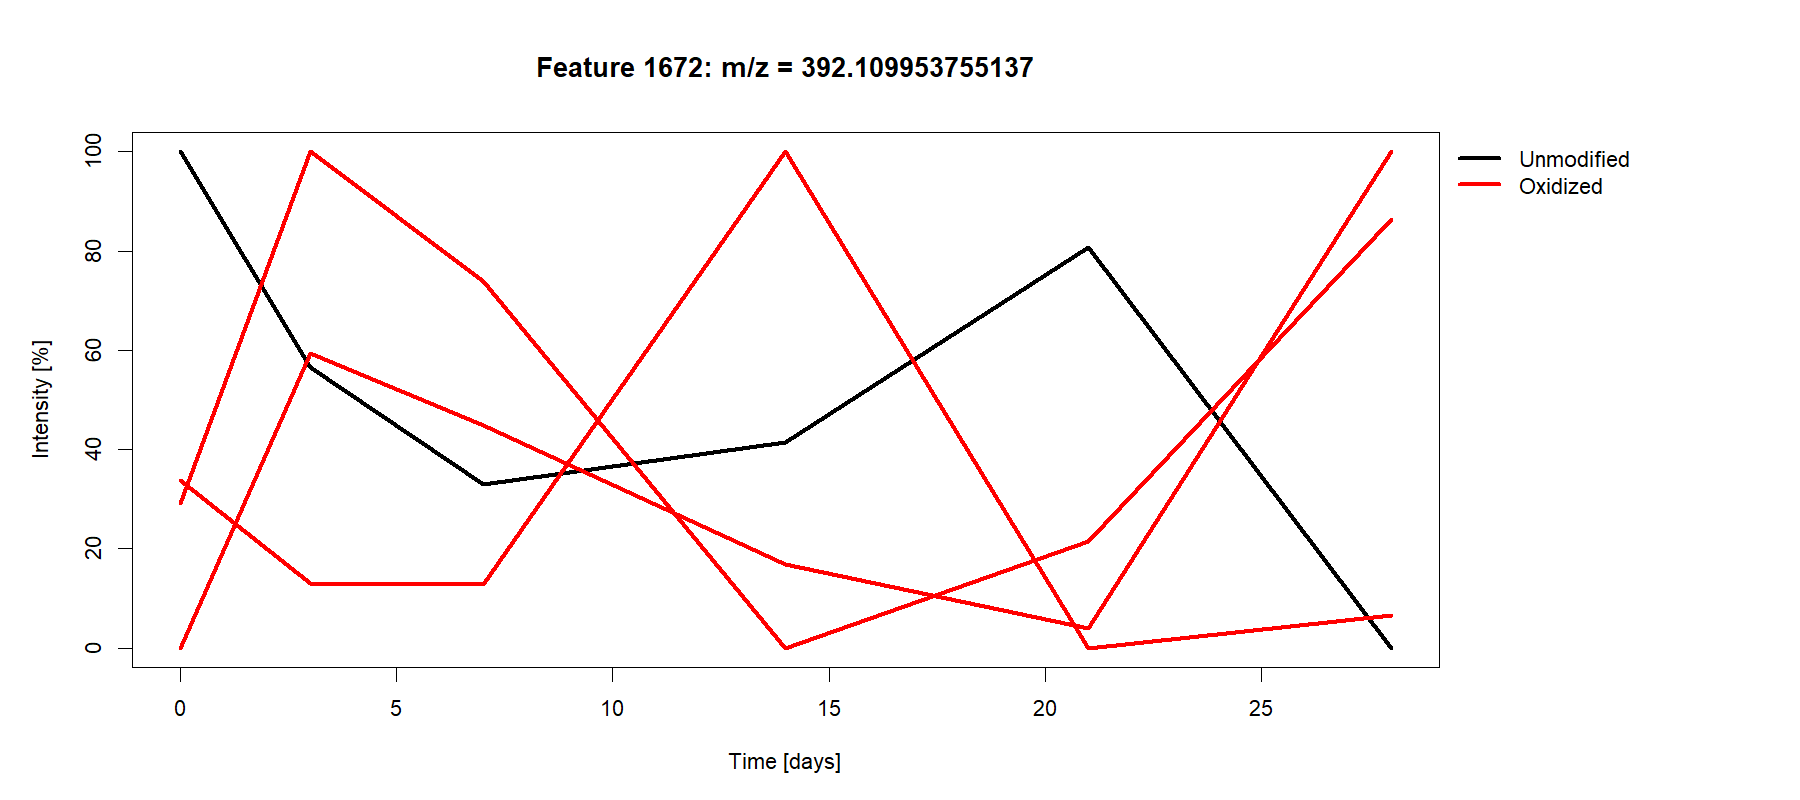 Feature 1672: m/z = 392.109953755137
Unmodified
Oxidized
Intensity [%]
100
80
60
40
20
0
0 5 10 15 20 25
Time [days]